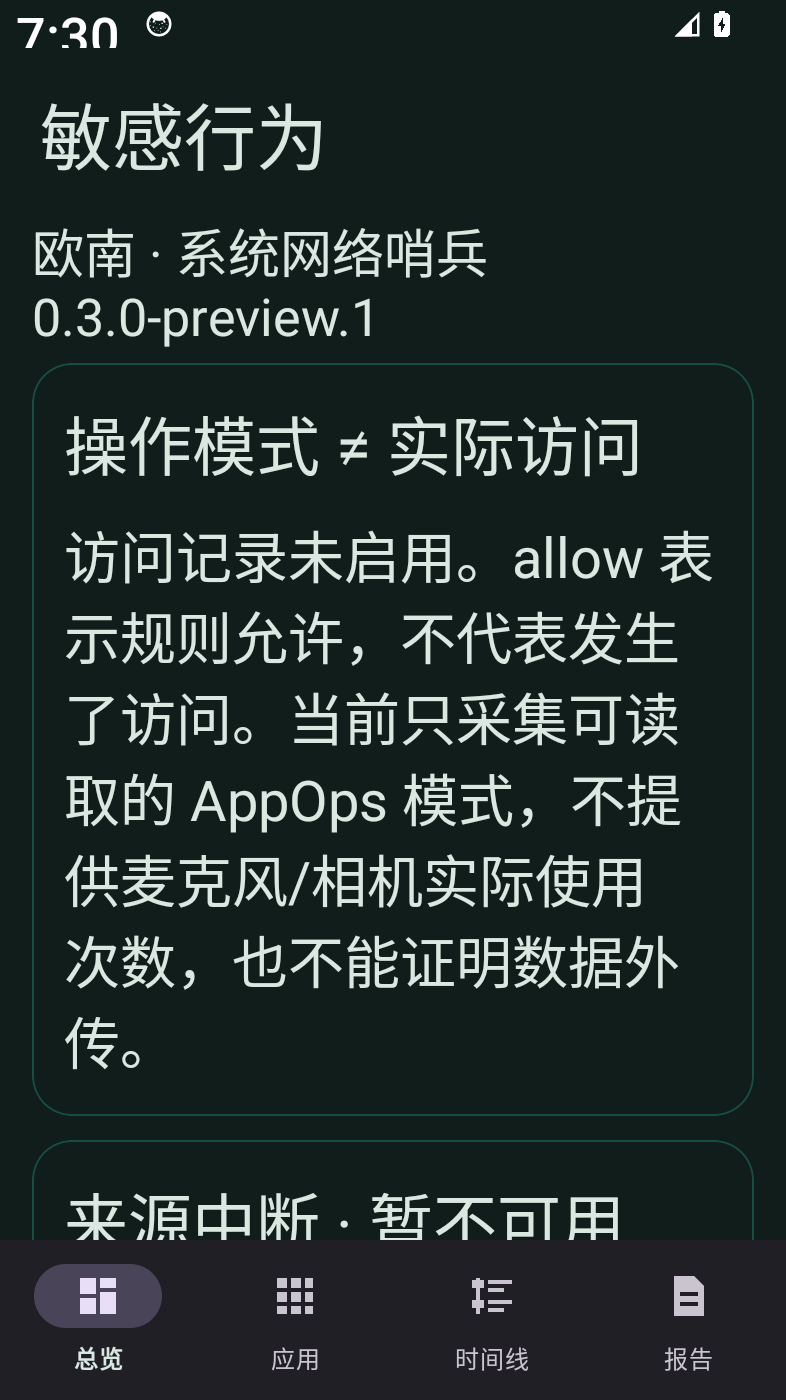 7:30
敏感行为
欧南 · 系统网络哨兵
0.3.0-preview.1
操作模式 ≠ 实际访问
访问记录未启用。allow 表
示规则允许，不代表发生
了访问。当前只采集可读
取的 AppOps 模式，不提
供麦克风/相机实际使用
次数，也不能证明数据外
传。
来源中断 · 暂不可用
总览
应用
时间线
报告